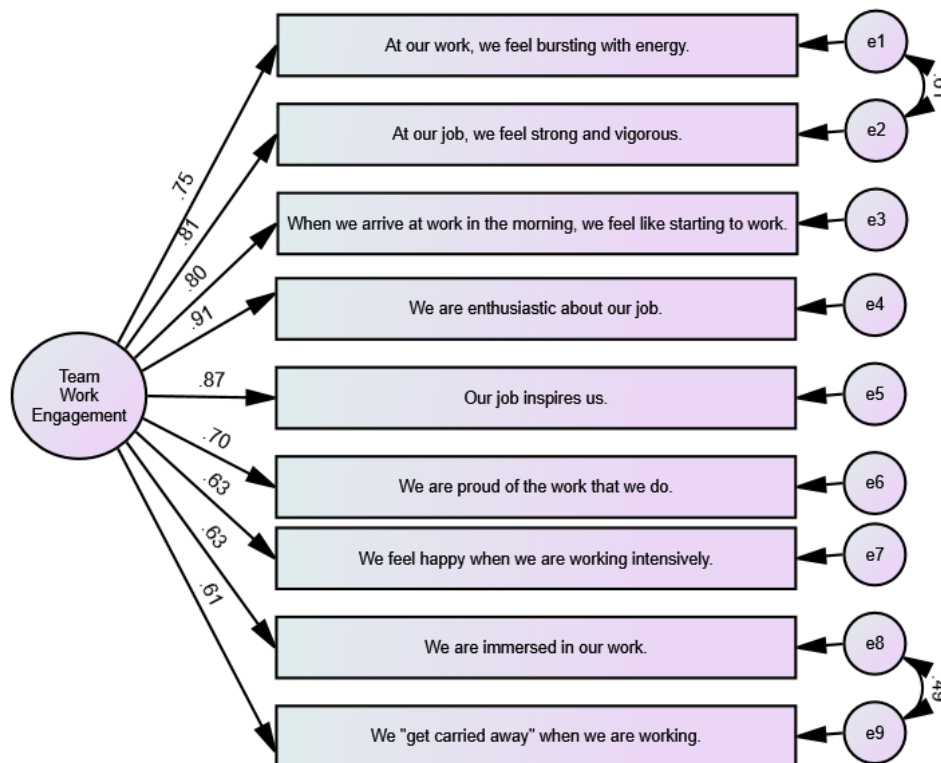 At our work, we feel bursting with energy.
e1
At our job, we feel strong and vigorous.
e2
.75
When we arrive at work in the morning, we feel like starting to work.
e3
.81
.80
We are enthusiastic about our job.
e4
.91
Team
Work
Engagement
.87
Our job inspires us.
e5
.70
We are proud of the work that we do.
e6
.63
We feel happy when we are working intensively.
e7
.63
.61
We are immersed in our work.
e8
We "get carried away" when we are working.
e9
.49